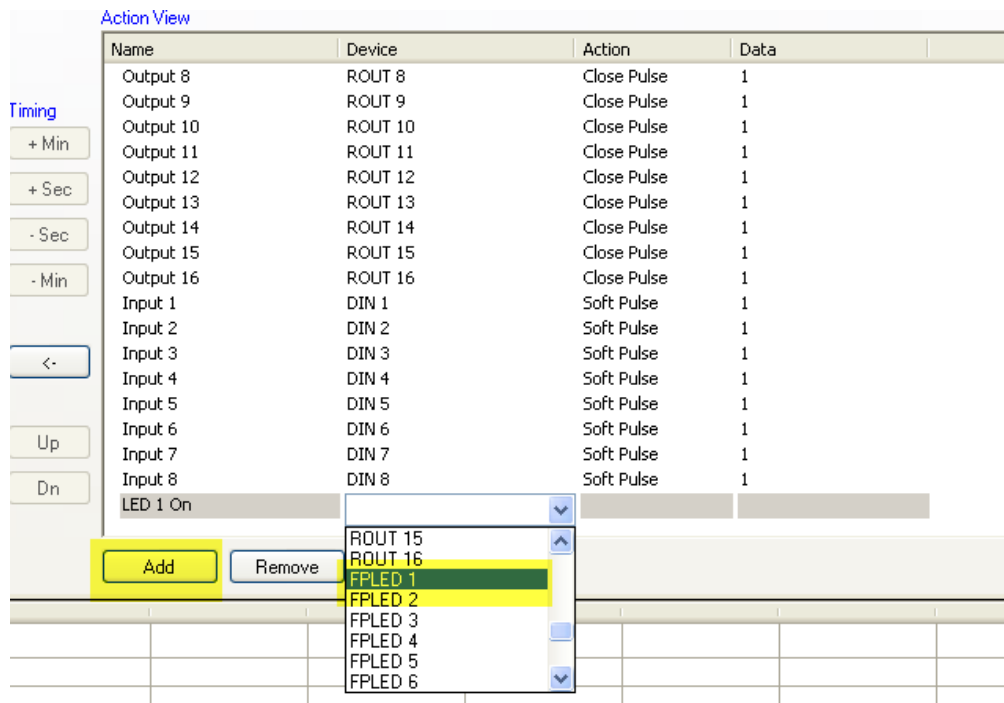 Action View
Name Device Action Data
Output 8 ROUT 8 Close Pulse 1
Output 9 ROUT 9 Close Pulse 1
Timing
Output 10 ROUT 10 Close Pulse 1
+ Min
Output 11 ROUT 11 Close Pulse 1
Output 12 ROUT 12 Close Pulse 1
+ Sec
Output 13 ROUT 13 Close Pulse 1
Output 14 ROUT 14 Close Pulse 1
- Sec
Output 15 ROUT 15 Close Pulse 1
Output 16 ROUT 16 Close Pulse 1
- Min
Input 1 DIN 1 Soft Pulse 1
Input 2 DIN 2 Soft Pulse 1
Input 3 DIN 3 Soft Pulse 1
<-
Input 4 DIN 4 Soft Pulse 1
Input 5 DIN 5 Soft Pulse 1
Input 6 DIN 6 Soft Pulse 1
Up
Input 7 DIN 7 Soft Pulse 1
Input 8 DIN 8 Soft Pulse 1
Dn
LED 1 On
ROUT 15
ROUT 16
Add Remove
FPLED 1
FPLED 2
FPLED 3
FPLED 4
FPLED 5
FPLED 6